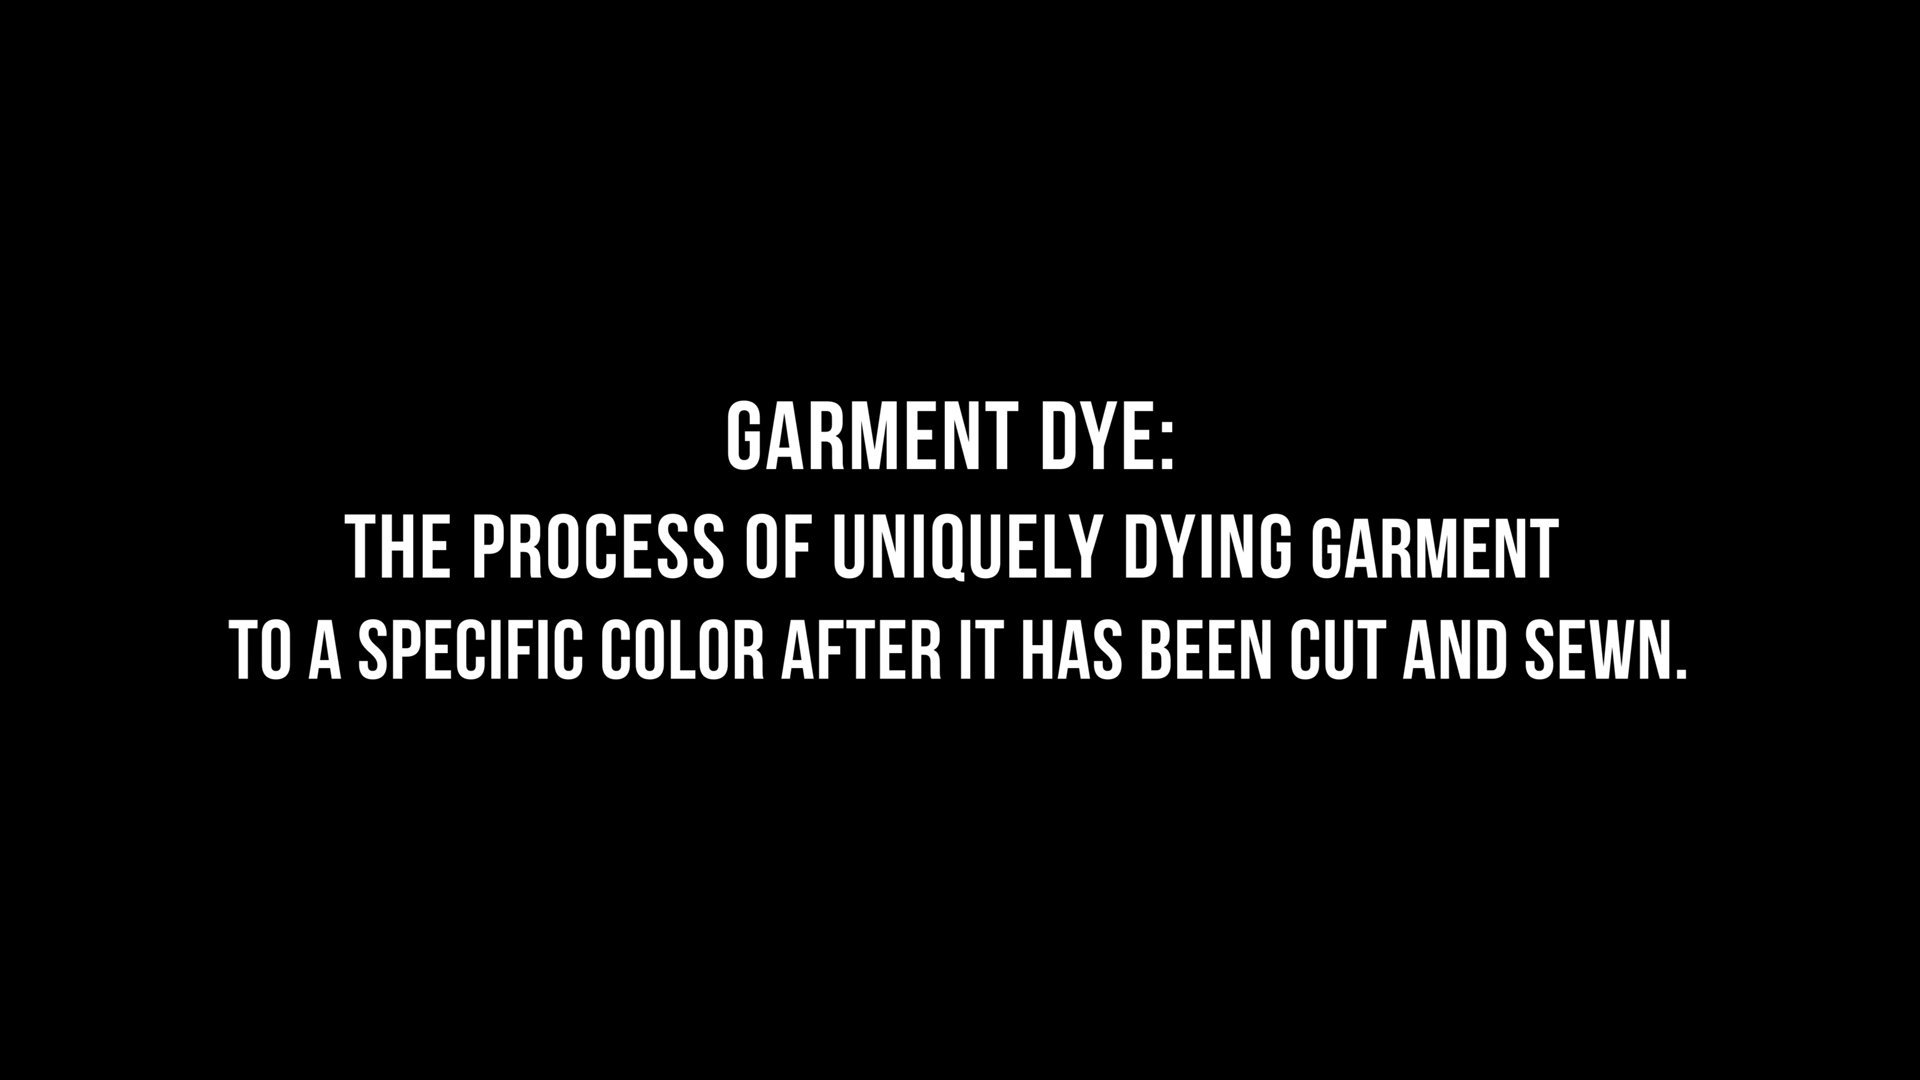 GARMENT DYE:
THE PROCESS OF UNIQUELY DYING GARMENT
TO A SPECIFIC COLOR AFTER IT HAS BEEN CUT AND SEWN.